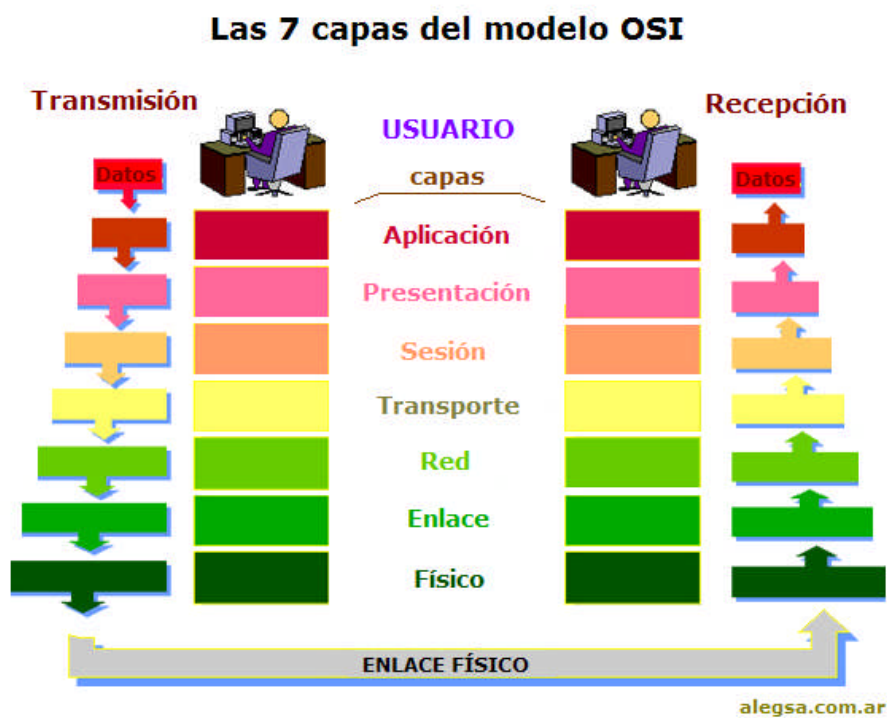 Las 7 capas del modelo OSI
Transmisión
Recepción
USUARIO
capas
Datos
Datos
Aplicación
Presentación
Sesión
Transporte
Red
Enlace
Físico
ENLACE FÍSICO
alegsa.com.ar